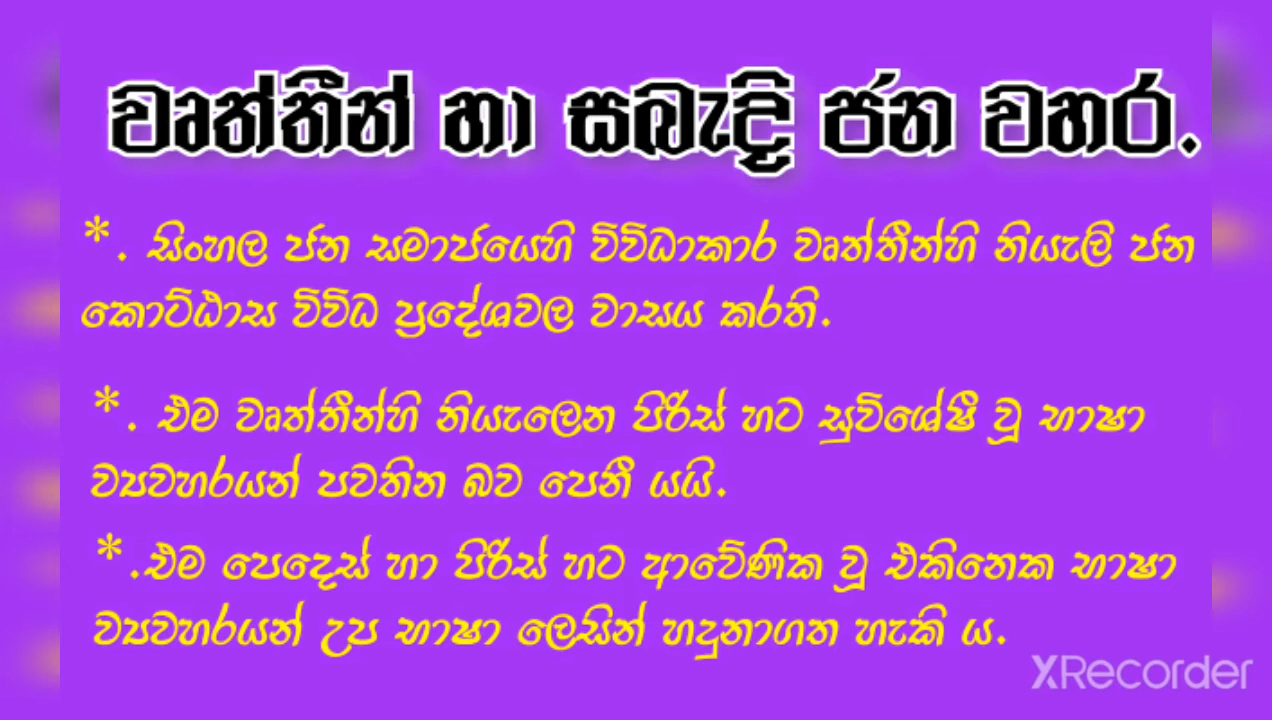 වෘත්තීන් හා සබැඳි ජන වහර.
*. සිංහල ජන සමාජයෙහි විවිධාකාර වෘත්තීන්හි නියැලි ජන
කොට්ඨාස විවිධ ප්‍රදේශවල වාසය කරති.
*. එම වෘත්තීන්හි නියැලෙන පිරිස් හට සුවිශේෂී වූ භාෂා
ව්‍යවහරයන් පවතින බව පෙනී යයි.
*.එම පෙදෙස් හා පිරිස් හට ආවේණික වූ එකිනෙක භාෂා
ව්‍යවහරයන් උප භාෂා ලෙසින් හදුනාගත හැකි ය.
XRecorder